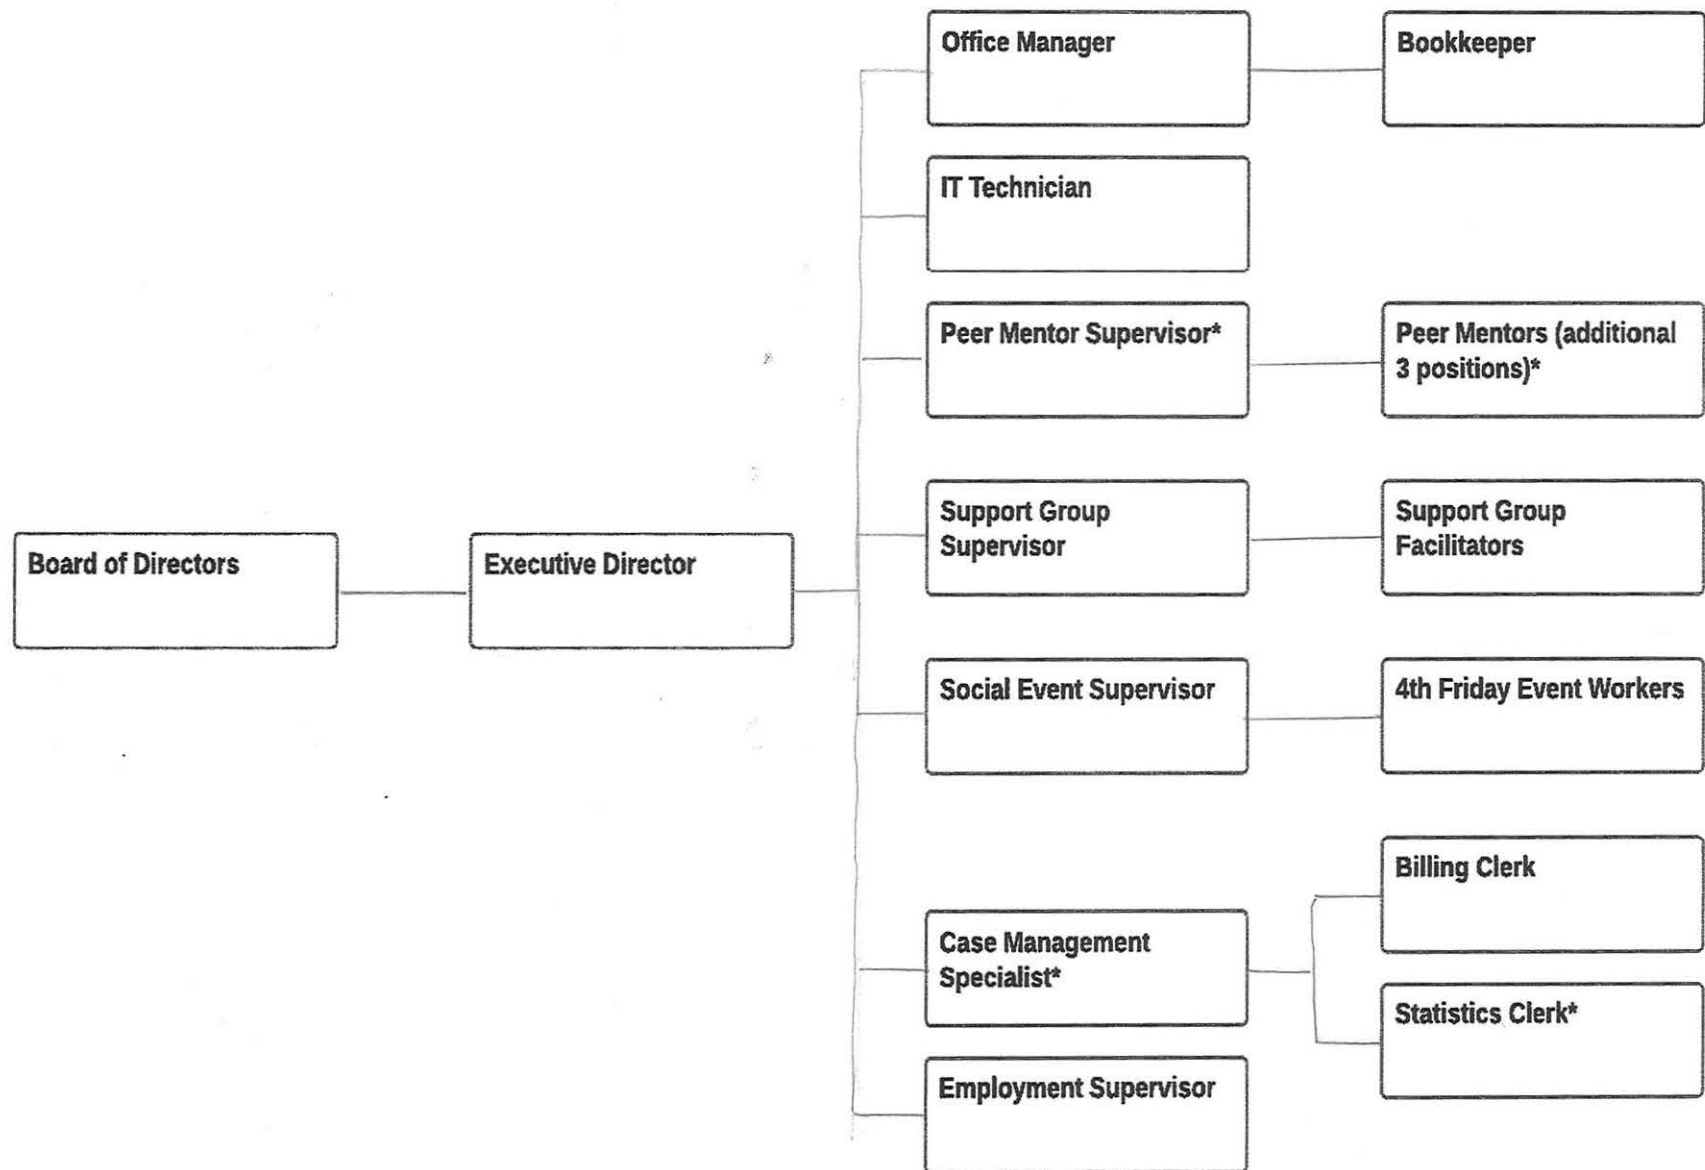 Office Manager
Bookkeeper
IT Technician
Peer Mentor Supervisor*
Peer Mentors (additional
3 positions)*
Support Group
Supervisor
Support Group
Facilitators
Board of Directors
Executive Director
Social Event Supervisor
4th Friday Event Workers
Billing Clerk
Case Management
Specialist*
Statistics Clerk*
Employment Supervisor